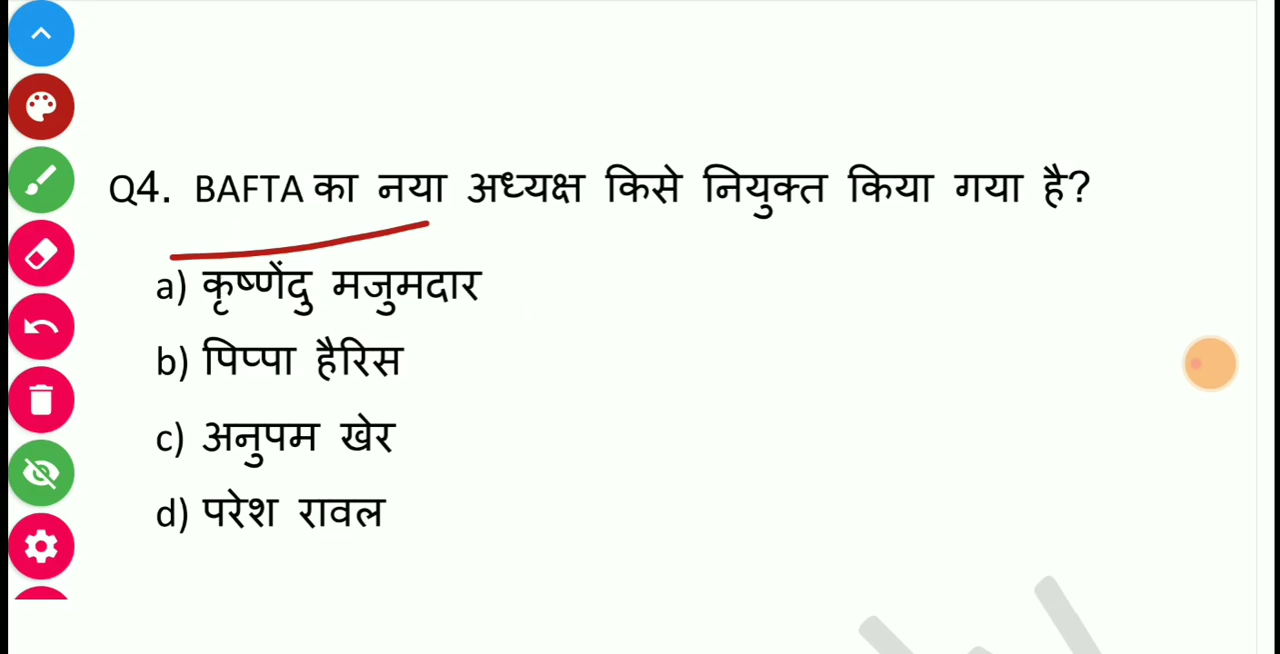 Q4. BAFTA का नया अध्यक्ष किसे नियुक्त किया गया है?
a) कृष्णेंदु मजुमदार
b) पिप्पा हैरिस
c) अनुपम खेर
d) परेश रावल